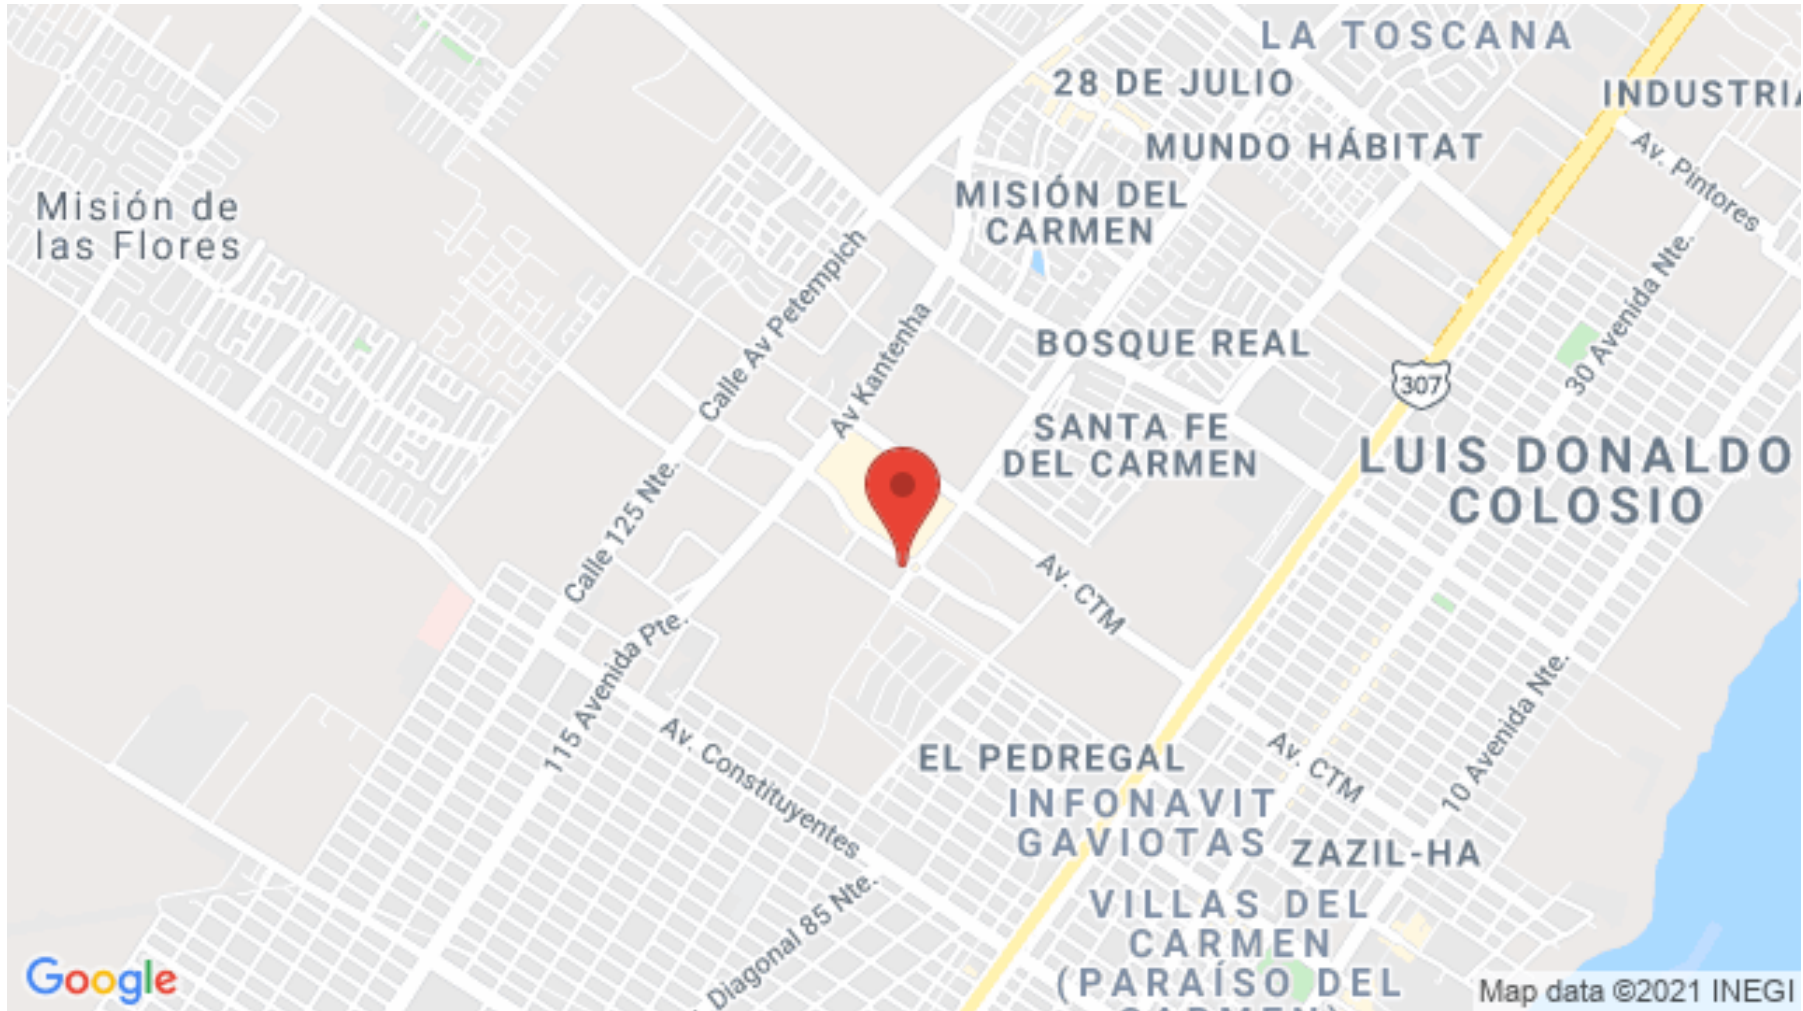 LA TOSCANA
28 DE JULIO
INDUSTRIA
MUNDO HÁBITAT
Av. Pintores
MISIÓN DEL
CARMEN
Misión de
las Flores
Calle Av Petempich
30 Avenida Nte.
Av Kantenha
BOSQUE REAL
307
SANTA FE
DEL CARMEN
LUIS DONALDO
COLOSIO
Calle 125 Nte.
Av. CTM
115 Avenida Pte.
10 Avenida Nte.
Av. Constituyentes
EL PEDREGAL
Av. CTM
INFONAVIT
GAVIOTAS
ZAZIL-HA
Diagonal 85 Nte.
VILLAS DEL
CARMEN
(PARAÍSO DEL
CARMEN)
Google
Map data ©2021 INEGI